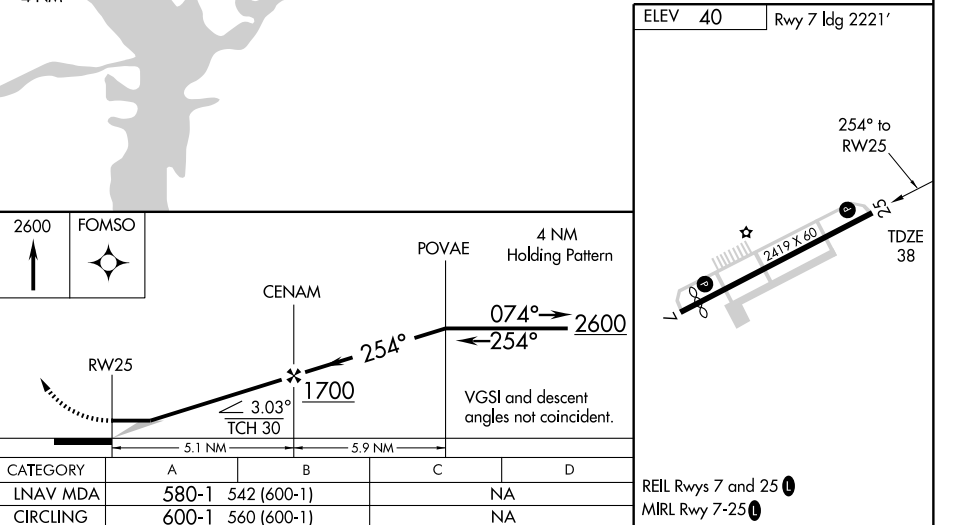 4 NM
ELEV 40
Rwy 7 ldg 2221'
254° to
RW25
25
2419 X 60
TDZE
38
P
P
7
2600
FOMSO
POVAE
4 NM
Holding Pattern
CENAM
074°
2600
254°
254°
RW25
1700
3.03°
TCH 30
VGSI and descent
angles not coincident.
5.1 NM
5.9 NM
CATEGORY A B C D
LNAV MDA 580-1 542 (600-1) NA
CIRCLING 600-1 560 (600-1) NA
REIL Rwys 7 and 25 L
MIRL Rwy 7-25 L